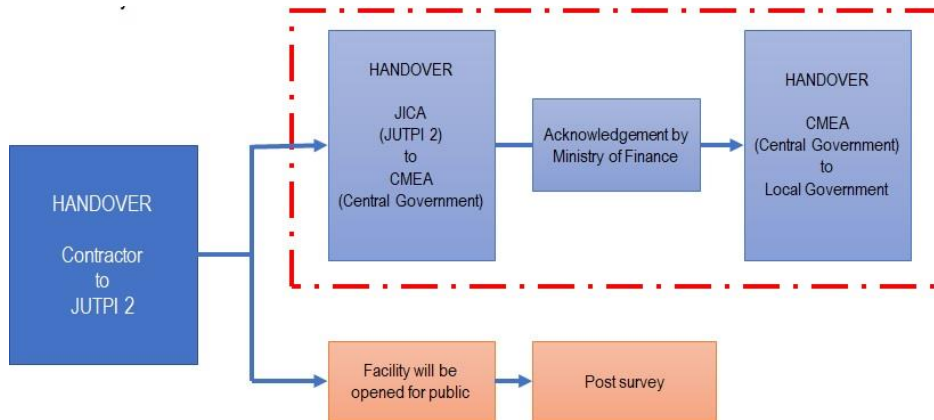 HANDOVER
Contractor
to
JUTPI 2
HANDOVER
JICA
(JUTPI 2)
to
CMEA
(Central Government)
Acknowledgement by
Ministry of Finance
HANDOVER
CMEA
(Central Government)
to
Local Government
Facility will be
opened for public
Post survey